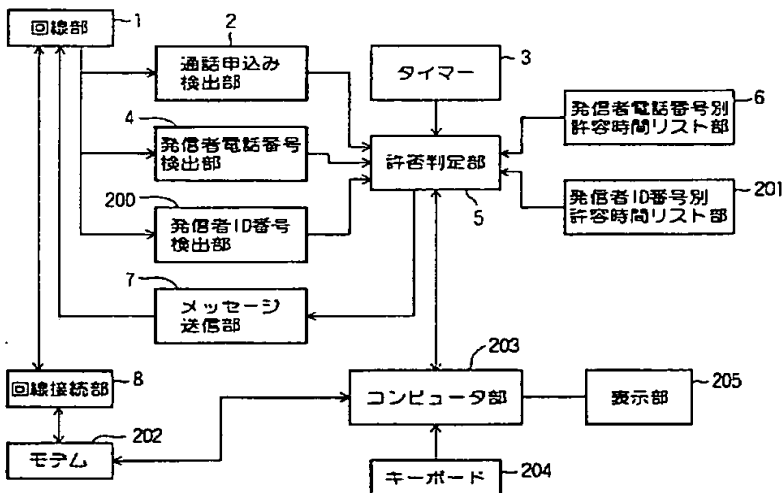 回線部
1
2
通話申込み
検出部
タイマー
3
4
発信者電話番号
検出部
許否判定部
5
発信者電話番号別
許容時間リスト部
6
200
発信者ID番号
検出部
発信者ID番号別
許容時間リスト部
201
7
メッセージ
送信部
回線接続部
8
203
コンピュータ部
表示部
205
202
モデム
キーボード
204